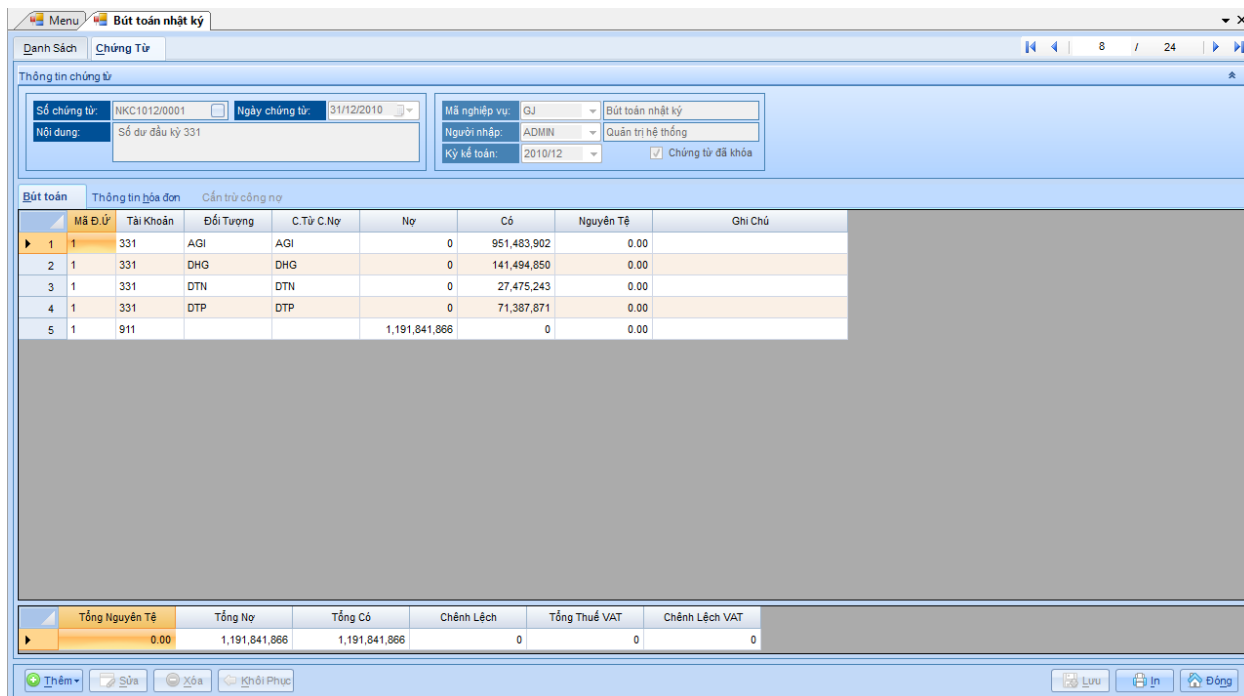 Menu Bút toán nhật ký
Danh Sách Chứng Từ 8 / 24
Thông tin chứng từ
Số chứng từ: NKC1012/0001 Ngày chứng từ: 31/12/2010 Mã nghiệp vụ: GJ Bút toán nhật ký
Nội dung: Số dư đầu kỳ 331 Người nhập: ADMIN Quản trị hệ thống
Kỳ kế toán: 2010/12 Chứng từ đã khóa
Bút toán Thông tin hóa đơn Cấn trừ công nợ
Mã Đ.Ứ Tài Khoản Đối Tượng C.Từ C.Nợ Nợ Có Nguyên Tệ Ghi Chú
1 1 331 AGI AGI 0 951,483,902 0.00
2 1 331 DHG DHG 0 141,494,850 0.00
3 1 331 DTN DTN 0 27,475,243 0.00
4 1 331 DTP DTP 0 71,387,871 0.00
5 1 911 1,191,841,866 0 0.00
Tổng Nguyên Tệ Tổng Nợ Tổng Có Chênh Lệch Tổng Thuế VAT Chênh Lệch VAT
0.00 1,191,841,866 1,191,841,866 0 0 0
Thêm Sửa Xóa Khôi Phục Lưu In Đóng